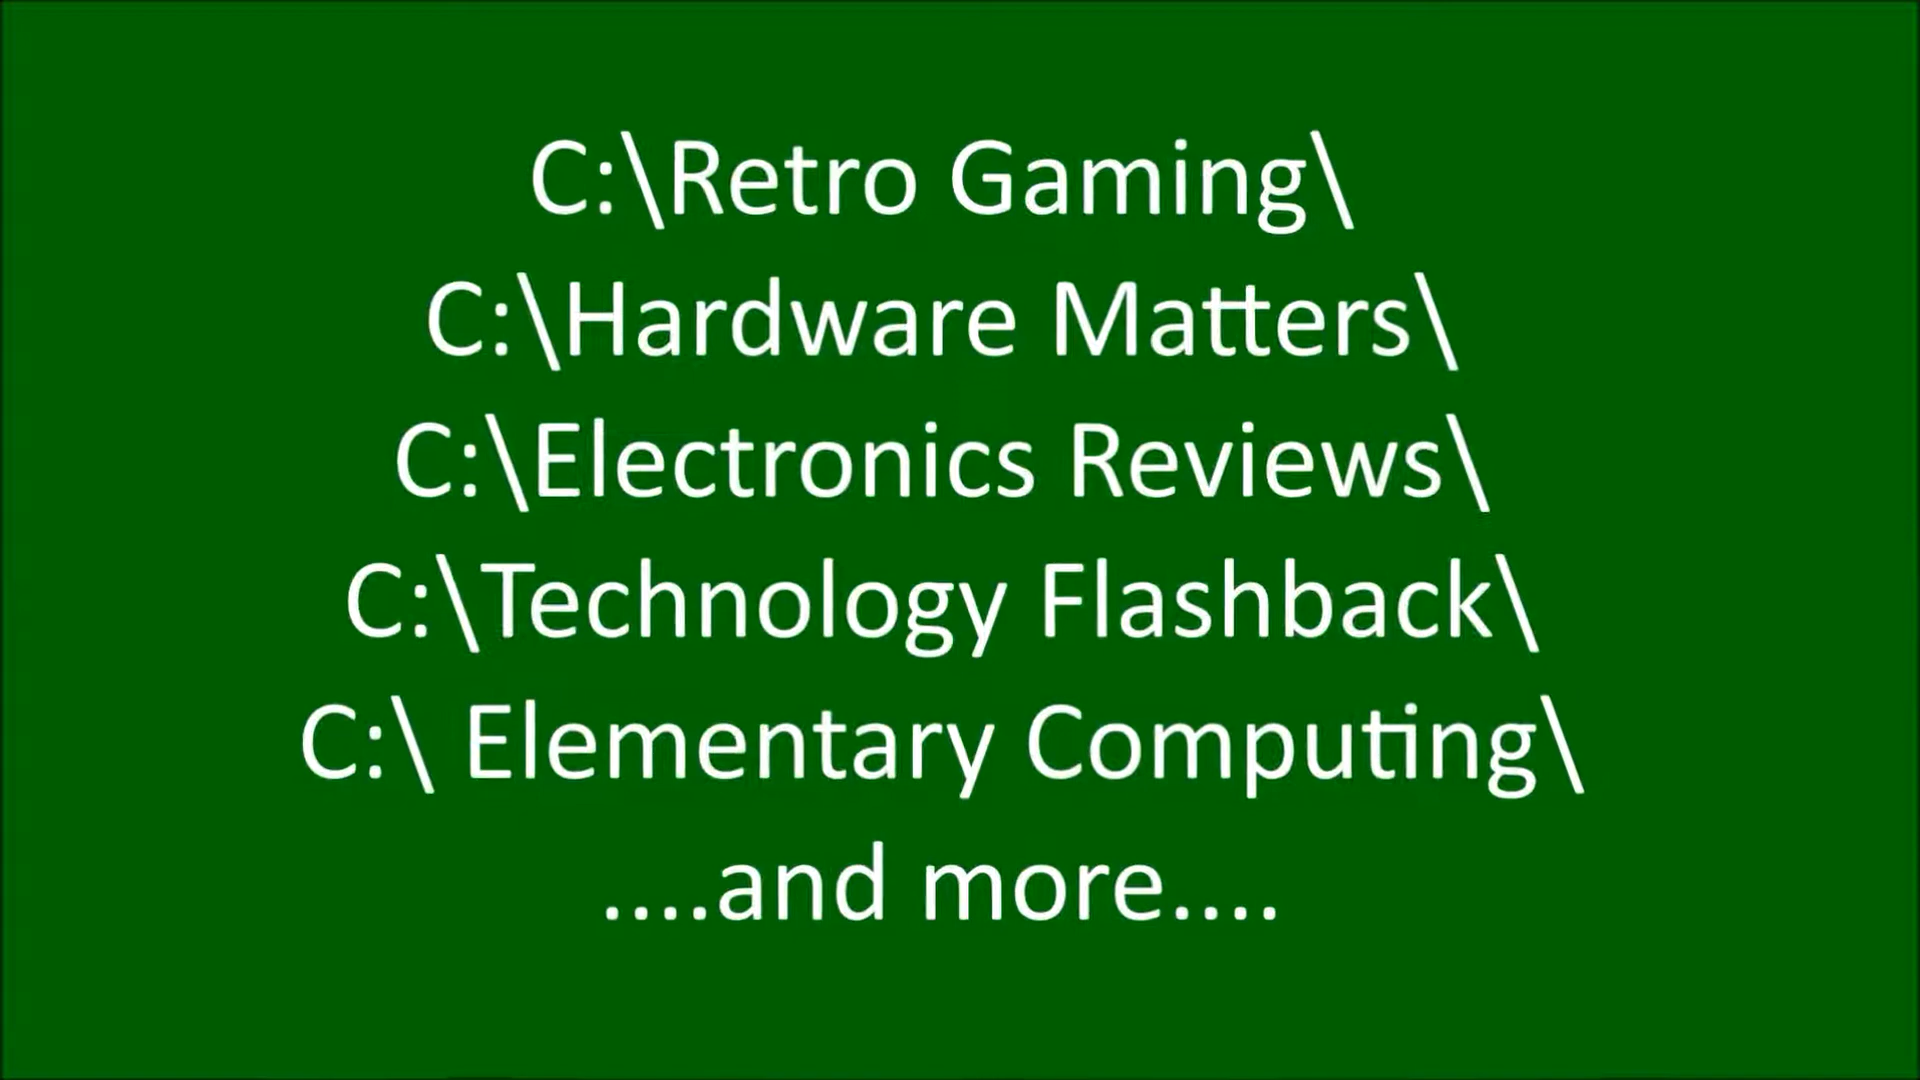 C:\Retro Gaming\
C:\Hardware Matters\
C:\Electronics Reviews\
C:\Technology Flashback\
C:\ Elementary Computing\
....and more....